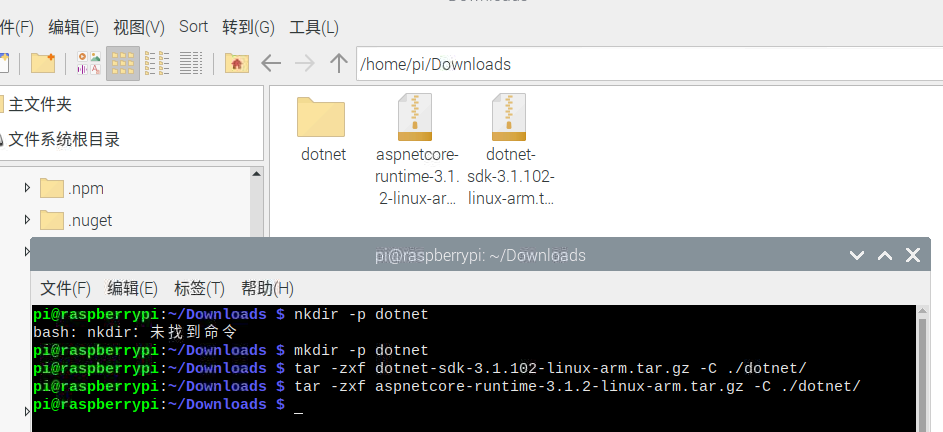 件(F) 编辑(E) 视图(V) Sort 转到(G) 工具(L)
/home/pi/Downloads
主文件夹
文件系统根目录
.npm
.nuget
dotnet
aspnetcore-
runtime-3.1.
2-linux-ar...
dotnet-
sdk-3.1.102-
linux-arm.t...
pi@raspberrypi: ~/Downloads
文件(F) 编辑(E) 标签(T) 帮助(H)
pi@raspberrypi:~/Downloads $ nkdir -p dotnet
bash: nkdir: 未找到命令
pi@raspberrypi:~/Downloads $ mkdir -p dotnet
pi@raspberrypi:~/Downloads $ tar -zxf dotnet-sdk-3.1.102-linux-arm.tar.gz -C ./dotnet/
pi@raspberrypi:~/Downloads $ tar -zxf aspnetcore-runtime-3.1.2-linux-arm.tar.gz -C ./dotnet/
pi@raspberrypi:~/Downloads $ _